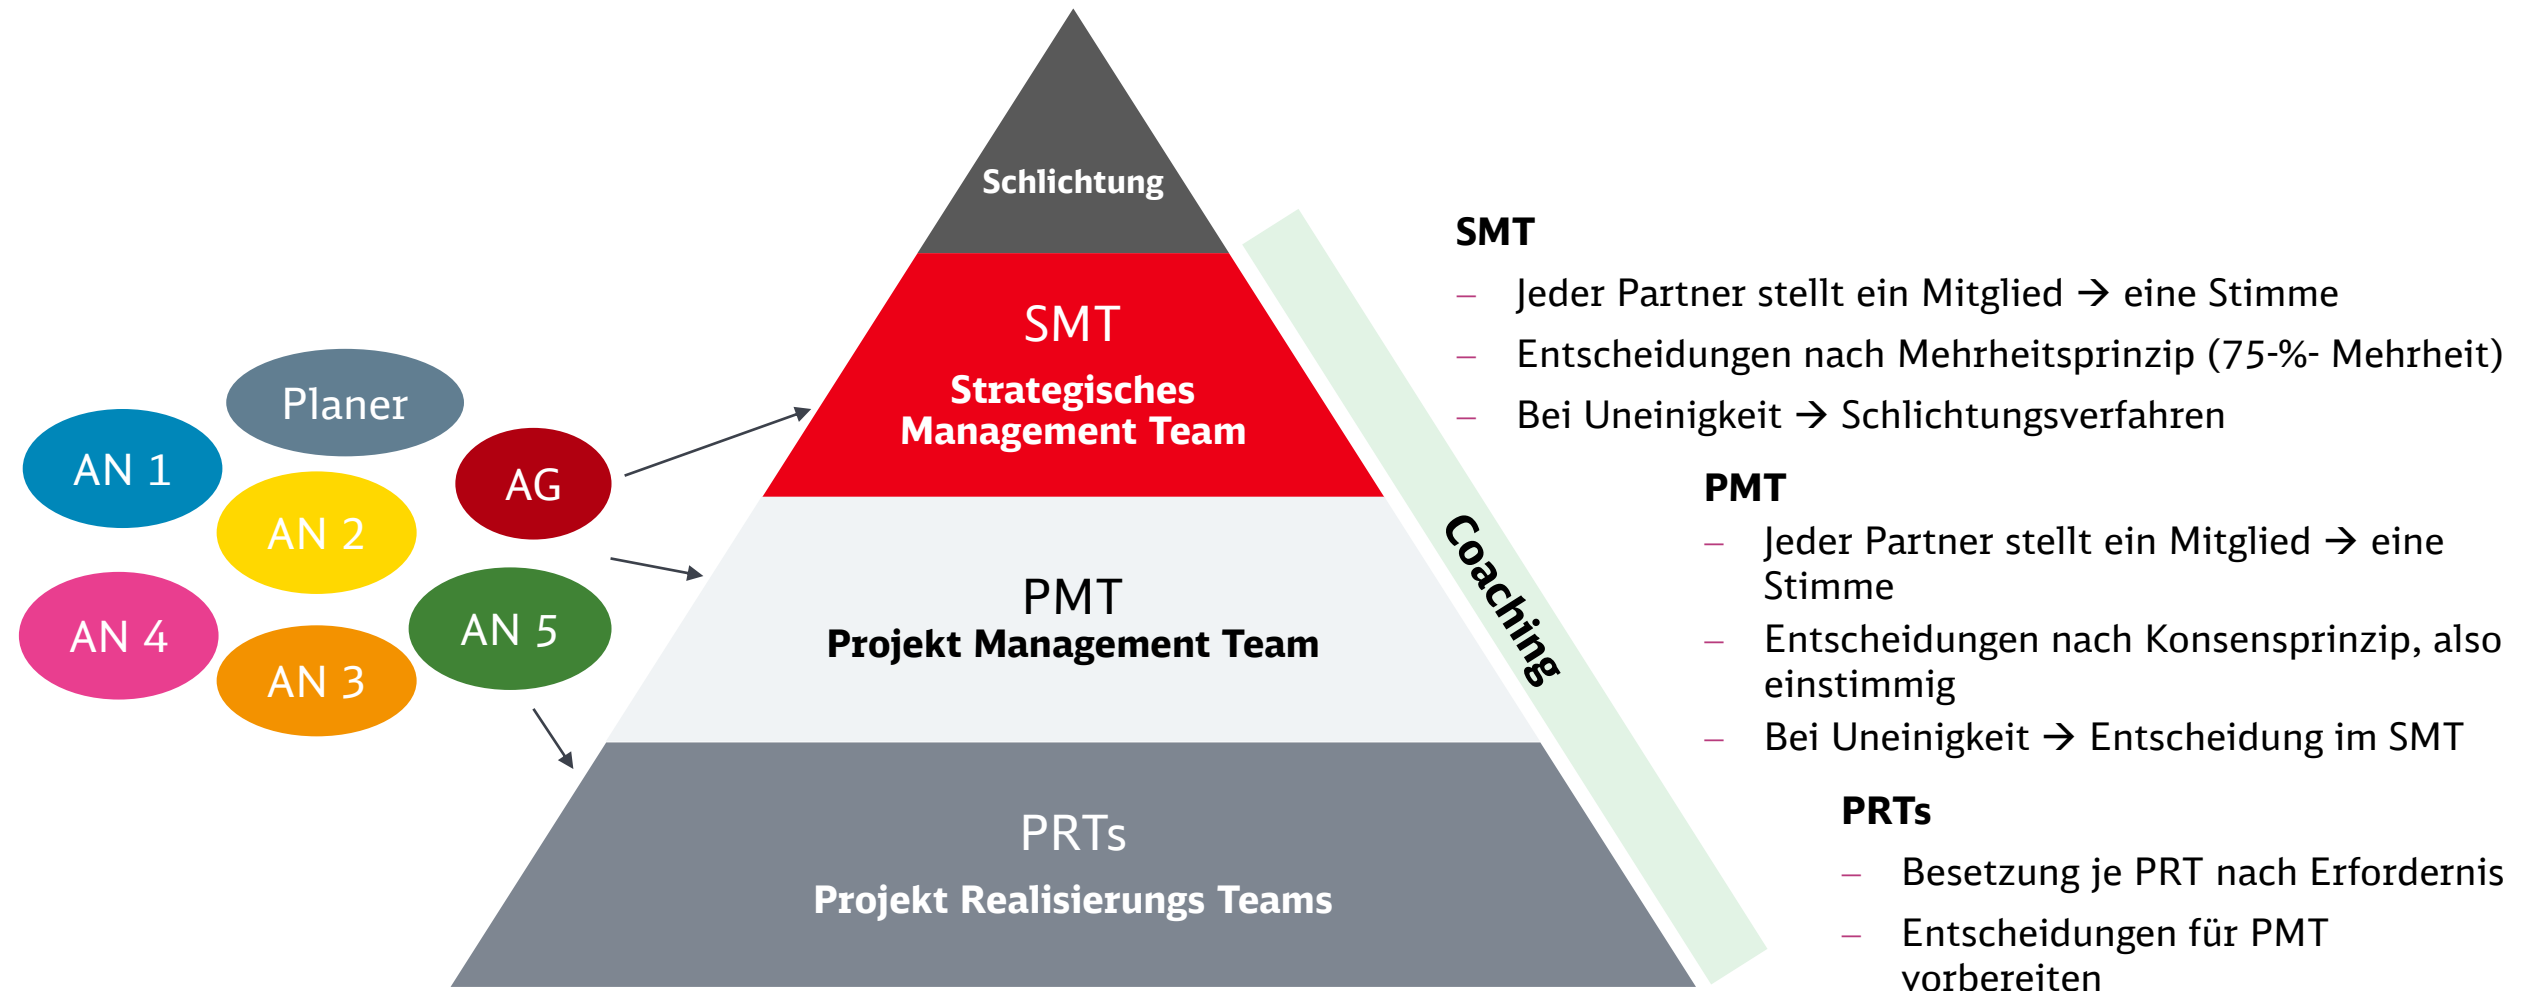 Schlichtung
SMT
Strategisches
Management Team
PMT
Projekt Management Team
PRTs
Projekt Realisierungs Teams
Planer
AN 1
AG
AN 2
AN 4
AN 5
AN 3
Coaching
SMT
– Jeder Partner stellt ein Mitglied → eine Stimme
– Entscheidungen nach Mehrheitsprinzip (75-%- Mehrheit)
– Bei Uneinigkeit → Schlichtungsverfahren
PMT
– Jeder Partner stellt ein Mitglied → eine
Stimme
– Entscheidungen nach Konsensprinzip, also
einstimmig
– Bei Uneinigkeit → Entscheidung im SMT
PRTs
– Besetzung je PRT nach Erfordernis
– Entscheidungen für PMT
vorbereiten